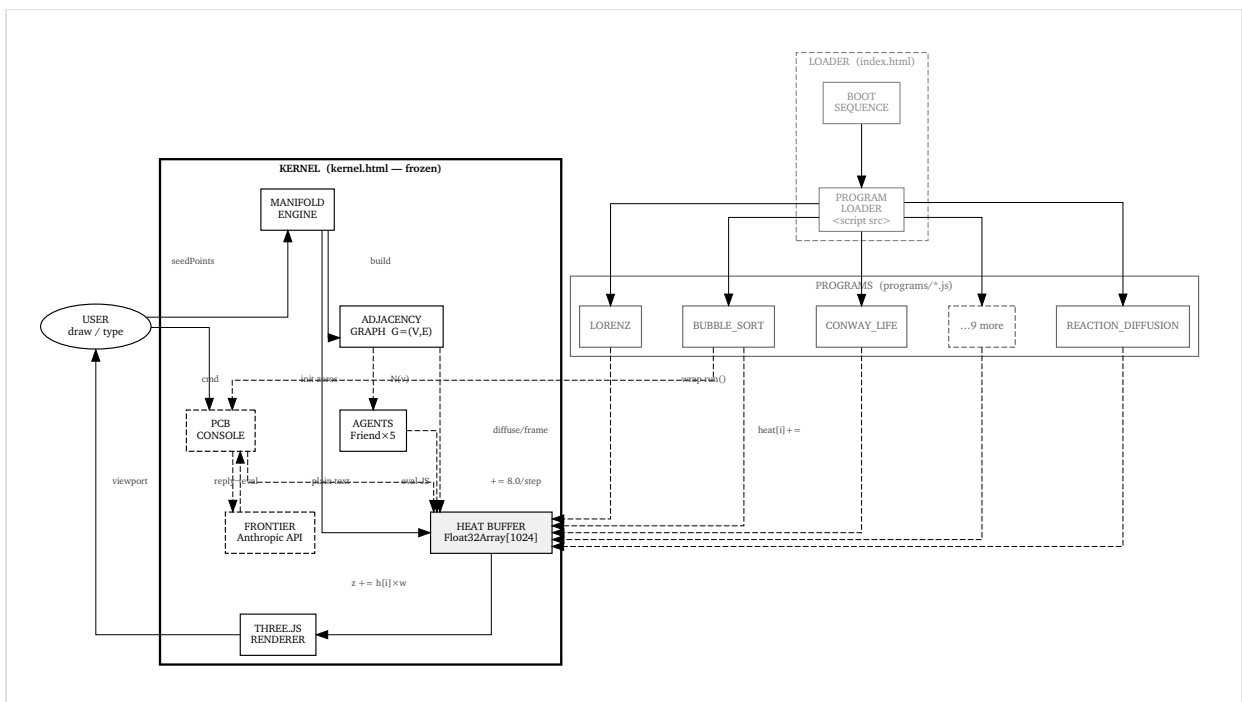 LOADER (index.html)
BOOT
SEQUENCE
KERNEL (kernel.html — frozen)
MANIFOLD
ENGINE
PROGRAM
LOADER
<script src>
seedPoints
build
PROGRAMS (programs/*.js)
USER
draw / type
ADJACENCY
GRAPH G=(V,E)
LORENZ
BUBBLE_SORT
CONWAY_LIFE
...9 more
REACTION_DIFFUSION
cmd
init zeros
N(v)
wrap run()
PCB
CONSOLE
AGENTS
Friend×5
diffuse/frame
heat[i]+=
viewport
reply+eval
plain text
eval JS
+= 8.0/step
FRONTIER
Anthropic API
HEAT BUFFER
Float32Array[1024]
z += h[i]×w
THREE.JS
RENDERER